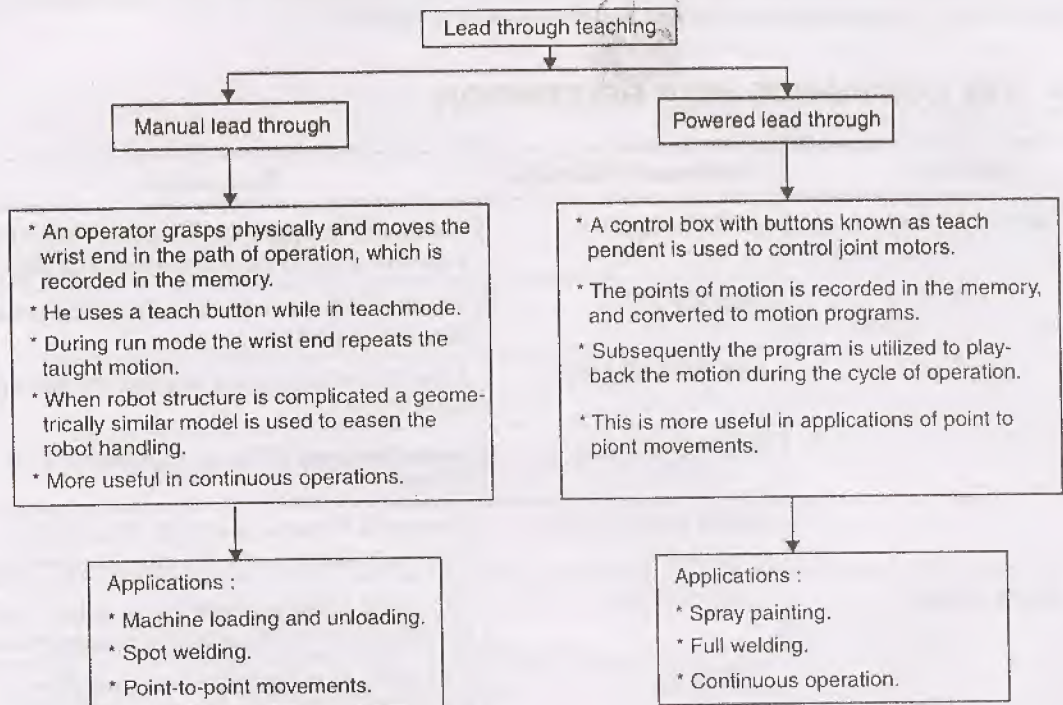 Lead through teaching
Manual lead through
Powered lead through
* An operator grasps physically and moves the
wrist end in the path of operation, which is
recorded in the memory.
* He uses a teach button while in teachmode.
* During run mode the wrist end repeats the
taught motion.
* When robot structure is complicated a geome-
trically similar model is used to easen the
robot handling.
* More useful in continuous operations.
* A control box with buttons known as teach
pendent is used to control joint motors.
* The points of motion is recorded in the memory,
and converted to motion programs.
* Subsequently the program is utilized to play-
back the motion during the cycle of operation.
* This is more useful in applications of point to
piont movements.
Applications :
* Machine loading and unloading.
* Spot welding.
* Point-to-point movements.
Applications :
* Spray painting.
* Full welding.
* Continuous operation.